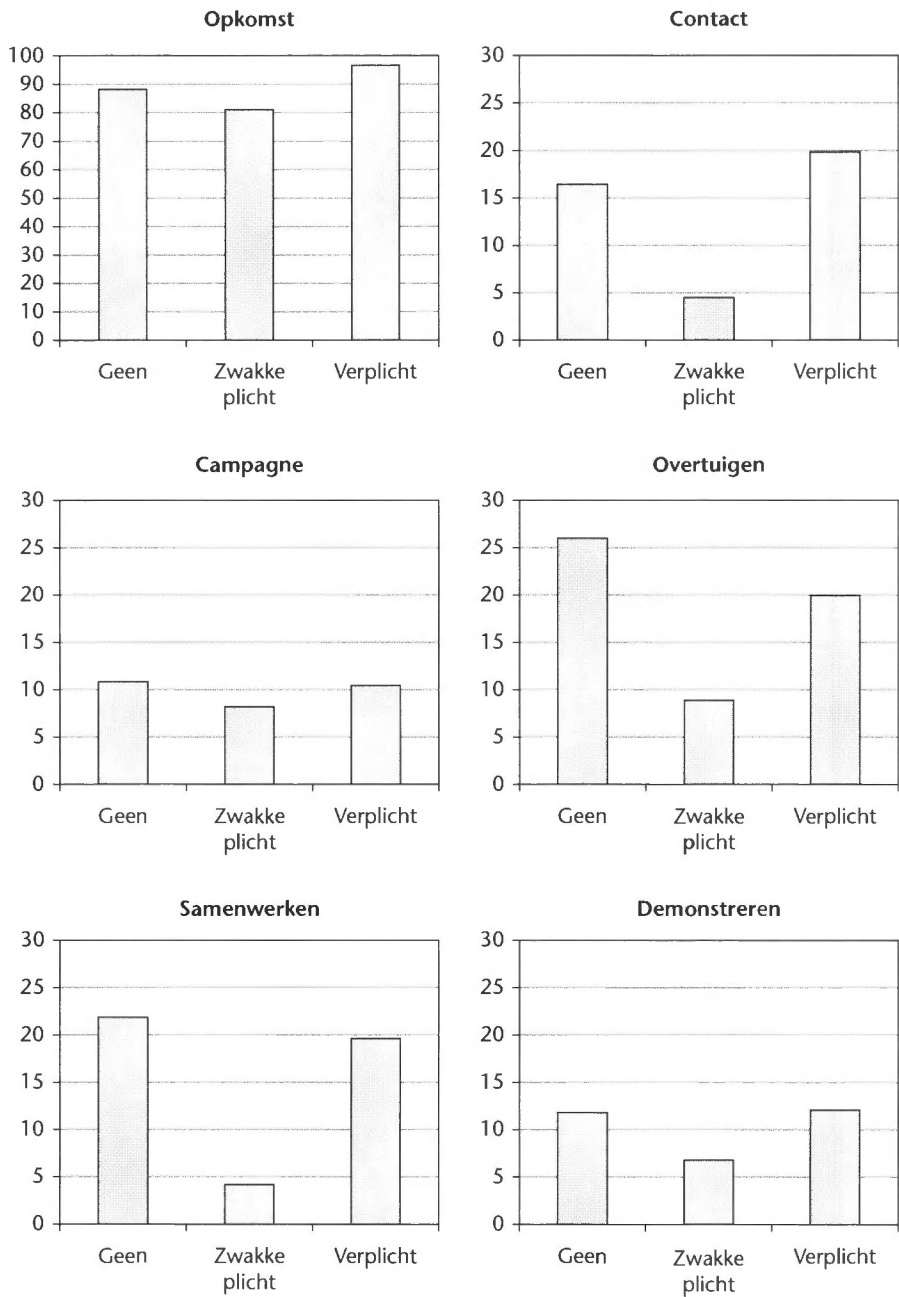 Opkomst
100
90
80
70
60
50
40
30
20
10
0
Geen
Zwakke
plicht
Verplicht
Contact
30
25
20
15
10
5
0
Geen
Zwakke
plicht
Verplicht
Campagne
30
25
20
15
10
5
0
Geen
Zwakke
plicht
Verplicht
Overtuigen
30
25
20
15
10
5
0
Geen
Zwakke
plicht
Verplicht
Samenwerken
30
25
20
15
10
5
0
Geen
Zwakke
plicht
Verplicht
Demonstreren
30
25
20
15
10
5
0
Geen
Zwakke
plicht
Verplicht